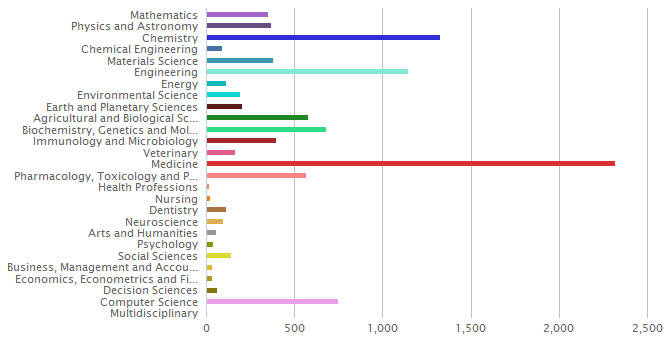 Mathematics
Physics and Astronomy
Chemistry
Chemical Engineering
Materials Science
Engineering
Energy
Environmental Science
Earth and Planetary Sciences
Agricultural and Biological Sc...
Biochemistry, Genetics and Mol...
Immunology and Microbiology
Veterinary
Medicine
Pharmacology, Toxicology and P...
Health Professions
Nursing
Dentistry
Neuroscience
Arts and Humanities
Psychology
Social Sciences
Business, Management and Accou...
Economics, Econometrics and Fi...
Decision Sciences
Computer Science
Multidisciplinary
0 500 1,000 1,500 2,000 2,500